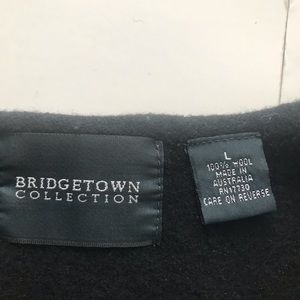 BRIDGETOWN
COLLECTION
L
100% WOOL
MADE IN
AUSTRALIA
RN17730
CARE ON REVERSE